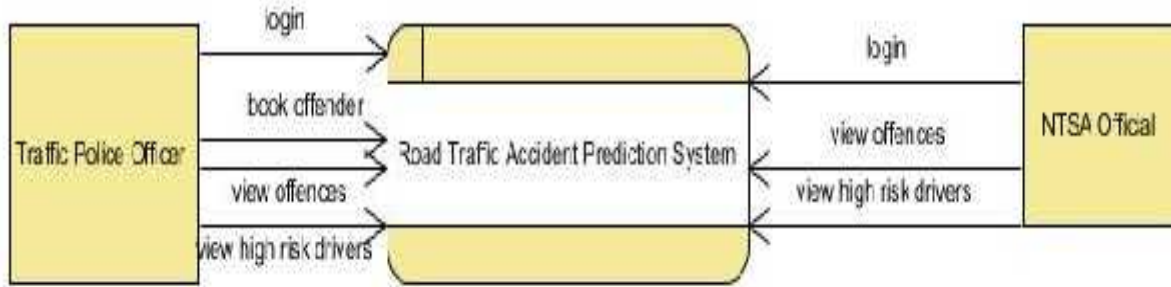 login
book offender
Traffic Police Officer
view offences
view high risk drivers
Road Traffic Accident Prediction System
login
view offences
view high risk drivers
NTSA Offical